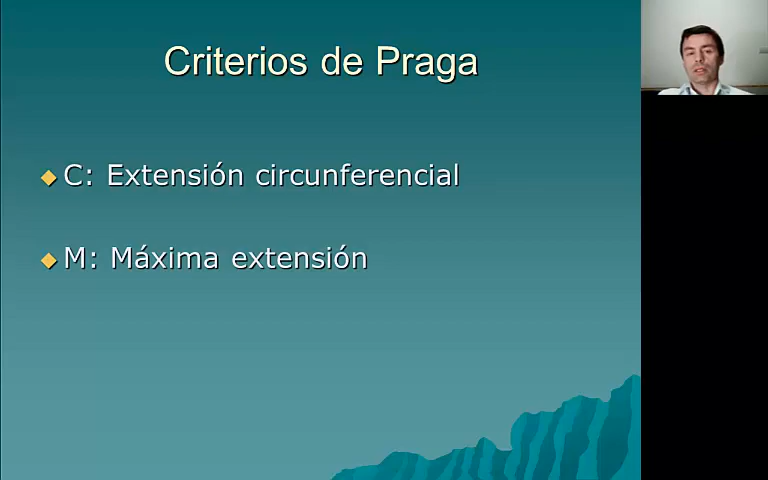 Criterios de Praga
C: Extensión circunferencial
M: Máxima extensión